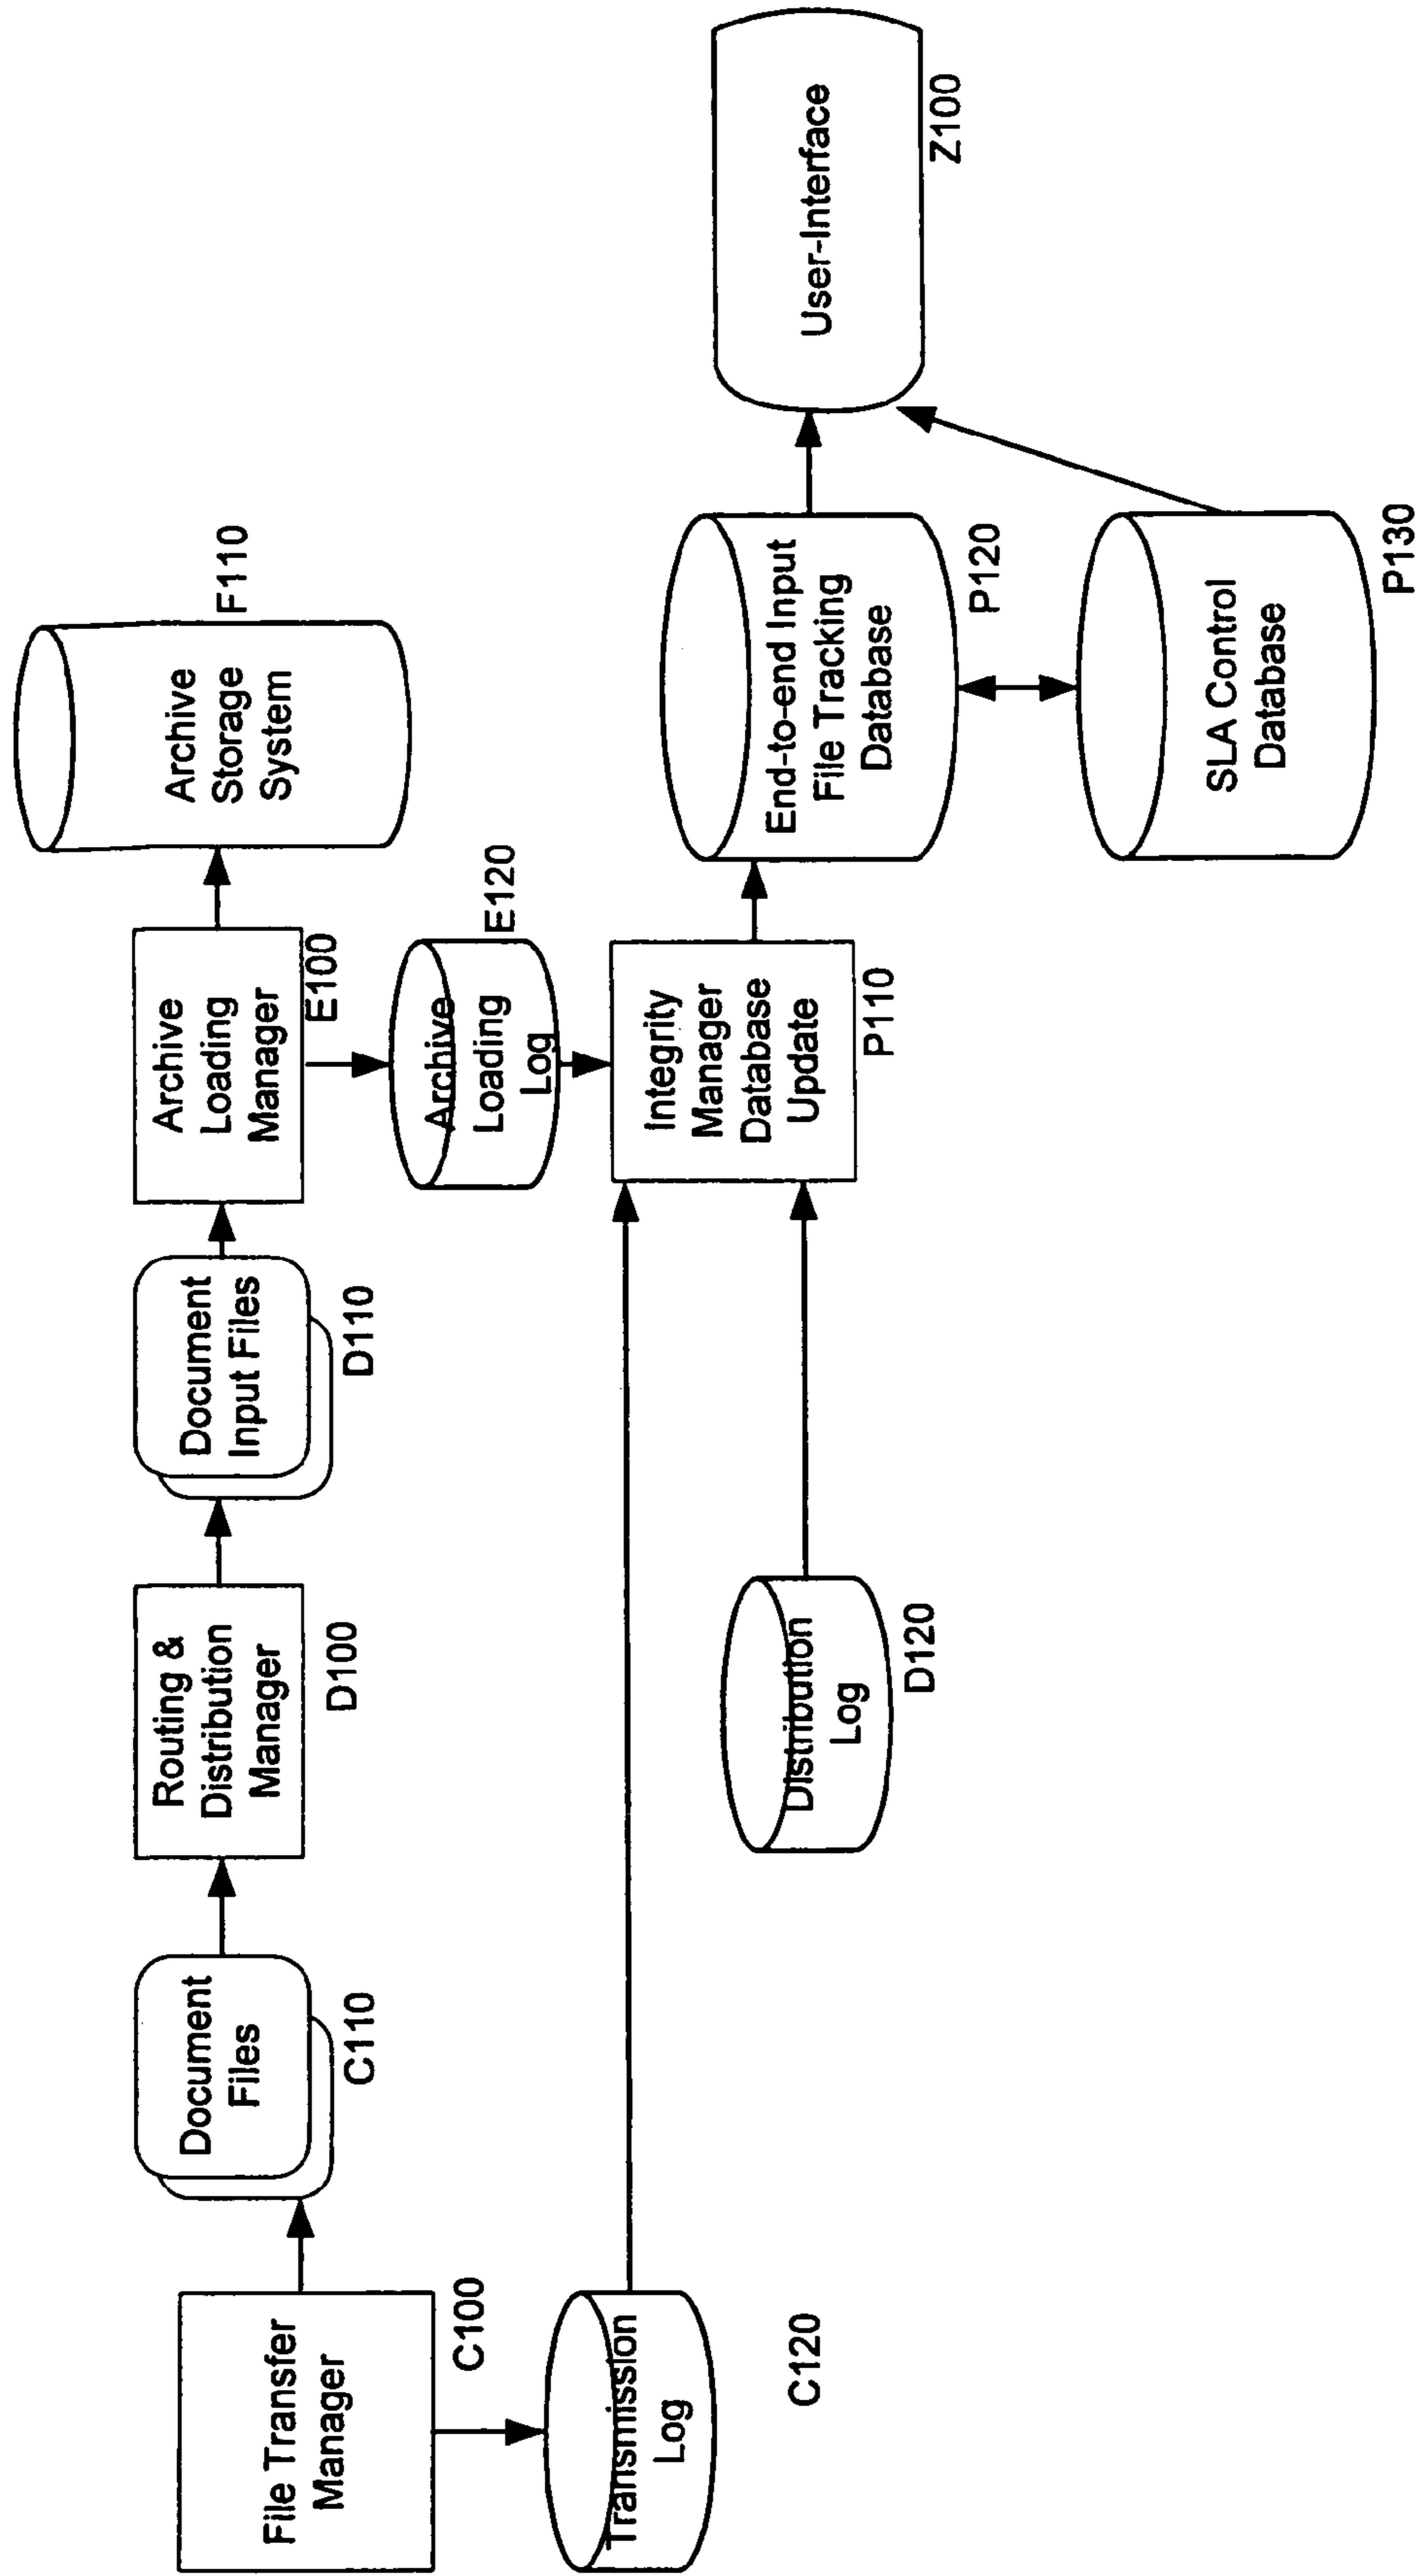 File Transfer
Manager
C100
Document
Files
C110
Routing &
Distribution
Manager
D100
Document
Input Files
D110
Archive
Loading
Manager
E100
Archive
Storage
System
F110
Archive
Loading
Log
E120
Transmission
Log
C120
Distribution
Log
D120
Integrity
Manager
Database
Update
P110
End-to-end Input
File Tracking
Database
P120
User-Interface
Z100
SLA Control
Database
P130